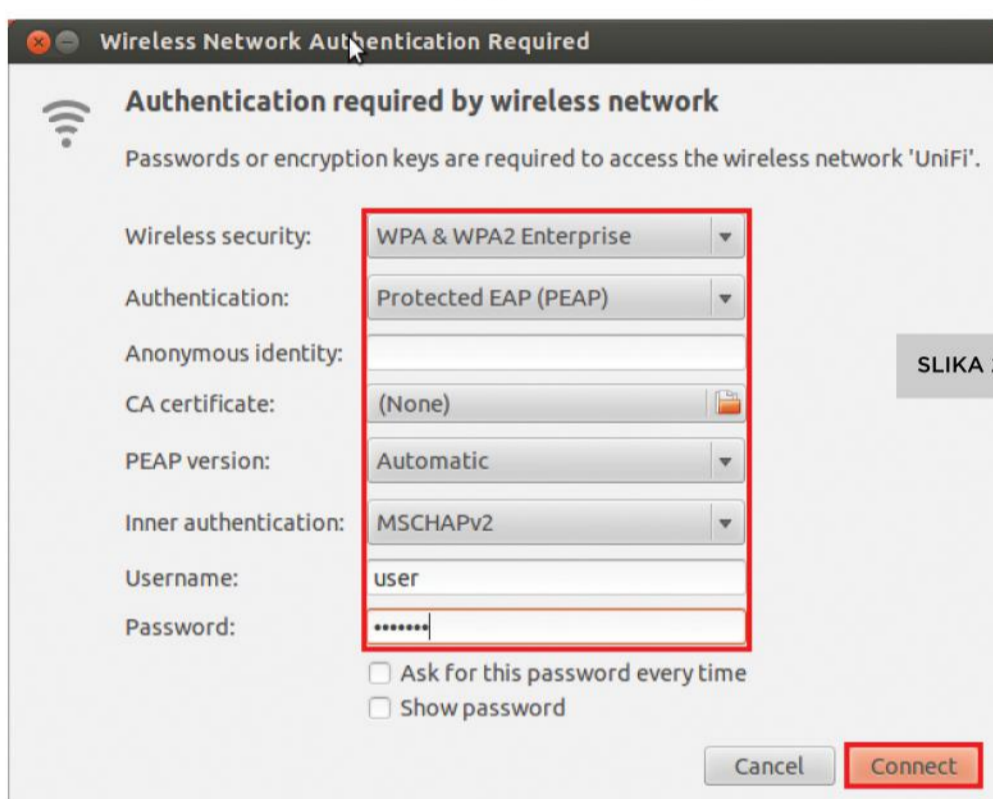 Wireless Network Authentication Required
Authentication required by wireless network
Passwords or encryption keys are required to access the wireless network 'UniFi'.
Wireless security: WPA & WPA2 Enterprise
Authentication: Protected EAP (PEAP)
Anonymous identity:
CA certificate: (None)
SLIKA
PEAP version: Automatic
Inner authentication: MSCHAPv2
Username: user
Password: •••••••
Ask for this password every time
Show password
Cancel Connect